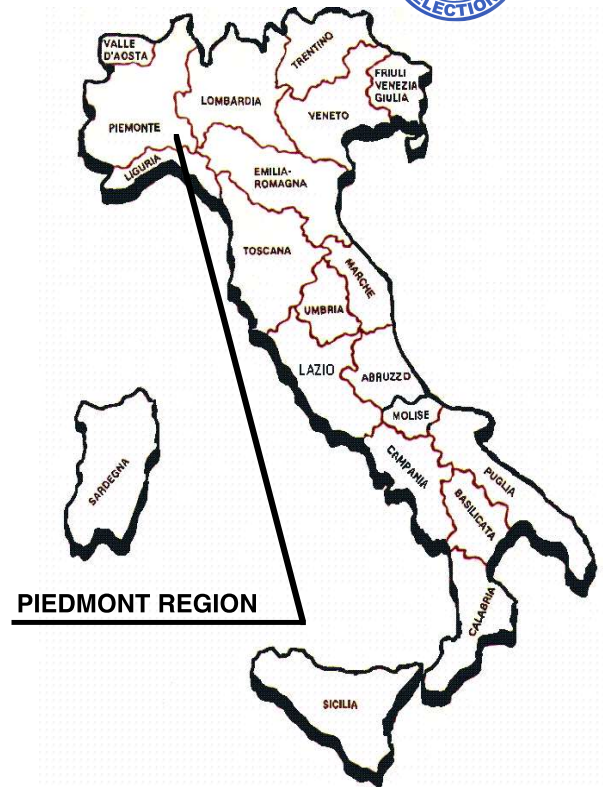 ELECTION
VALLE
D'AOSTA
TRENTINO
FRIULI
VENEZIA
GIULIA
LOMBARDIA
VENETO
PIEMONTE
LIGURIA
EMILIA-
ROMAGNA
TOSCANA
MARCHE
UMBRIA
LAZIO
ABRUZZO
MOLISE
CAMPANIA
PUGLIA
BASILICATA
SARDEGNA
PIEDMONT REGION
CALABRIA
SICILIA